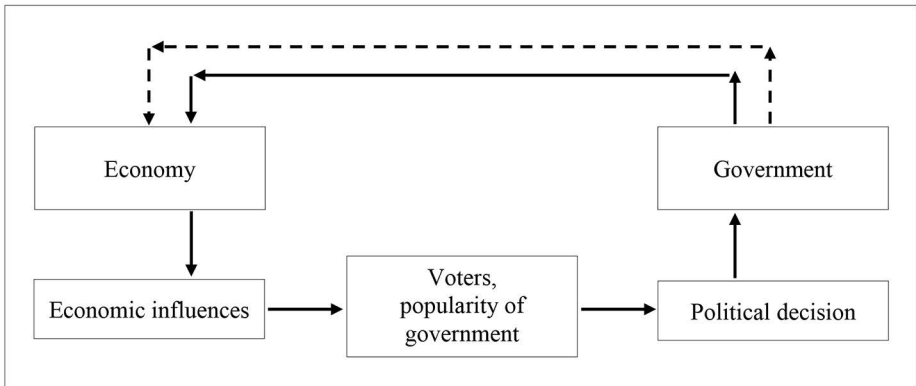 Economy
Government
Economic influences
Voters,
popularity of
government
Political decision